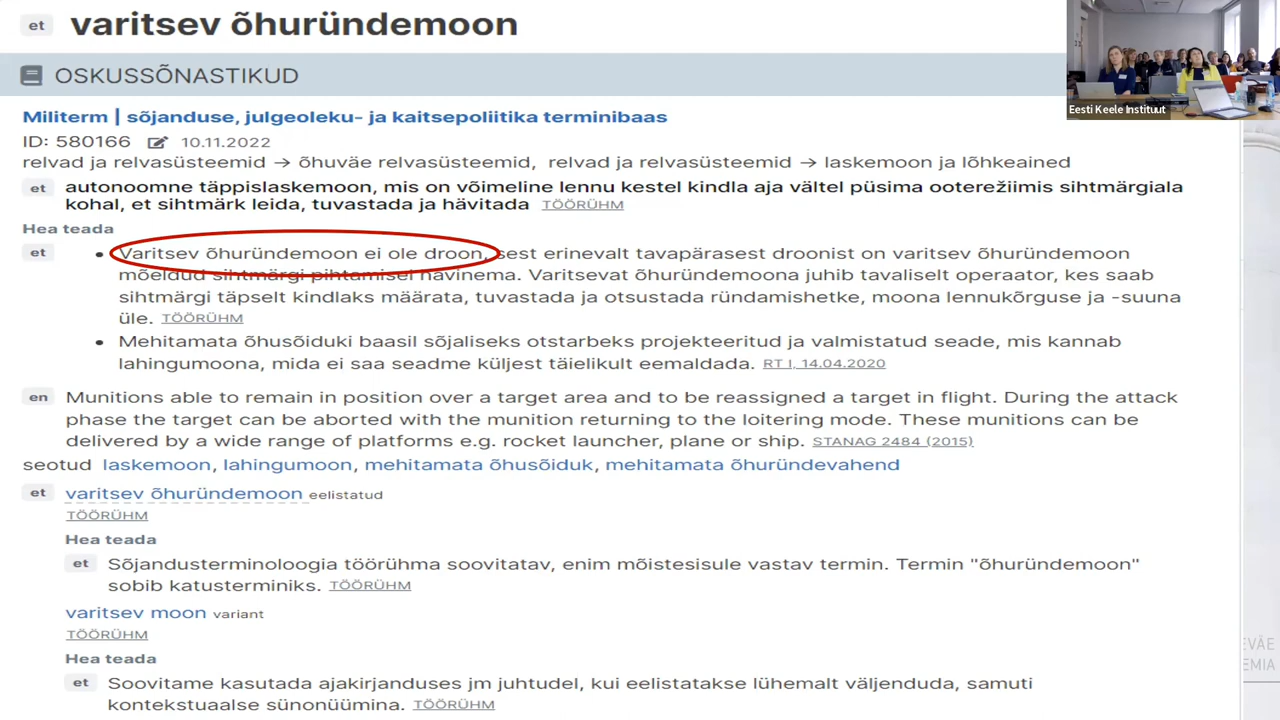 et varitsev õhuründemoon
OSKUSSÕNASTIKUD
Eesti Keele Instituut
Militerm | sõjanduse, julgeoleku- ja kaitsepoliitika terminibaas
ID: 580166 10.11.2022
relvad ja relvasüsteemid → õhuväe relvasüsteemid, relvad ja relvasüsteemid → laskemoon ja lõhkeained
et autonoomne täppislaskemoon, mis on võimeline lennu kestel kindla aja vältel püsima ooterežiimis sihtmärgiala
kohal, et sihtmärk leida, tuvastada ja hävitada TÖÖRÜHM
Hea teada
et • Varitsev õhuründemoon ei ole droon, sest erinevalt tavapärasest droonist on varitsev õhuründemoon
mõeldud sihtmärgi pihtamisel hävinema. Varitsevat õhuründemoona juhib tavaliselt operaator, kes saab
sihtmärgi täpselt kindlaks määrata, tuvastada ja otsustada ründamishetke, moona lennukõrguse ja -suuna
üle. TÖÖRÜHM
• Mehitamata õhusõiduki baasil sõjaliseks otstarbeks projekteeritud ja valmistatud seade, mis kannab
lahingumoona, mida ei saa seadme küljest täielikult eemaldada. RT I, 14.04.2020
en Munitions able to remain in position over a target area and to be reassigned a target in flight. During the attack
phase the target can be aborted with the munition returning to the loitering mode. These munitions can be
delivered by a wide range of platforms e.g. rocket launcher, plane or ship. STANAG 2484 (2015)
seotud laskemoon, lahingumoon, mehitamata õhusõiduk, mehitamata õhuründevahend
et varitsev õhuründemoon eelistatud
TÖÖRÜHM
Hea teada
et Sõjandusterminoloogia töörühma soovitatav, enim mõistesisule vastav termin. Termin "õhuründemoon"
sobib katusterminiks. TÖÖRÜHM
varitsev moon variant
TÖÖRÜHM
Hea teada
et Soovitame kasutada ajakirjanduses jm juhtudel, kui eelistatakse lühemalt väljenduda, samuti
kontekstuaalse sünonüümina. TÖÖRÜHM
EVÄE
EMIA